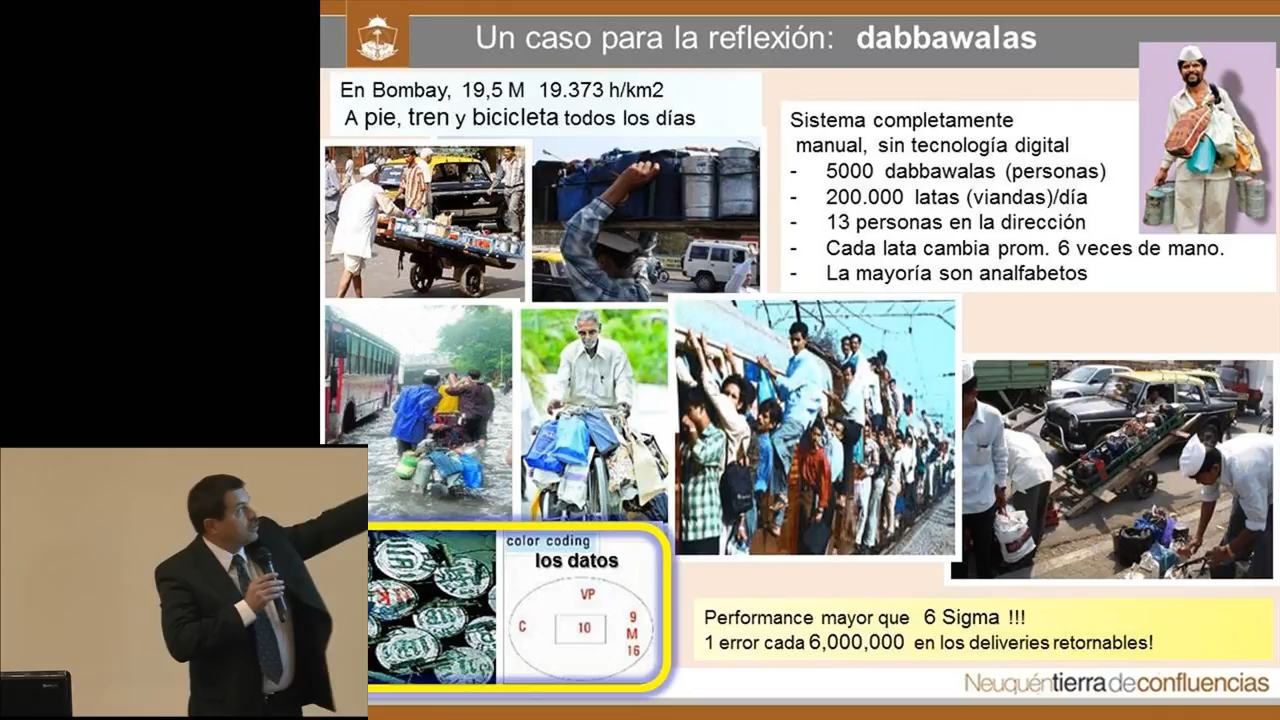 Un caso para la reflexión: dabbawalas
En Bombay, 19,5 M 19.373 h/km2
A pie, tren y bicicleta todos los días
Sistema completamente
manual, sin tecnología digital
- 5000 dabbawalas (personas)
- 200.000 latas (viandas)/día
- 13 personas en la dirección
- Cada lata cambia prom. 6 veces de mano.
- La mayoría son analfabetos
color coding
los datos
VP
C
10
9
M
16
Performance mayor que 6 Sigma !!!
1 error cada 6,000,000 en los deliveries retornables!
Neuquéntierradeconfluencias